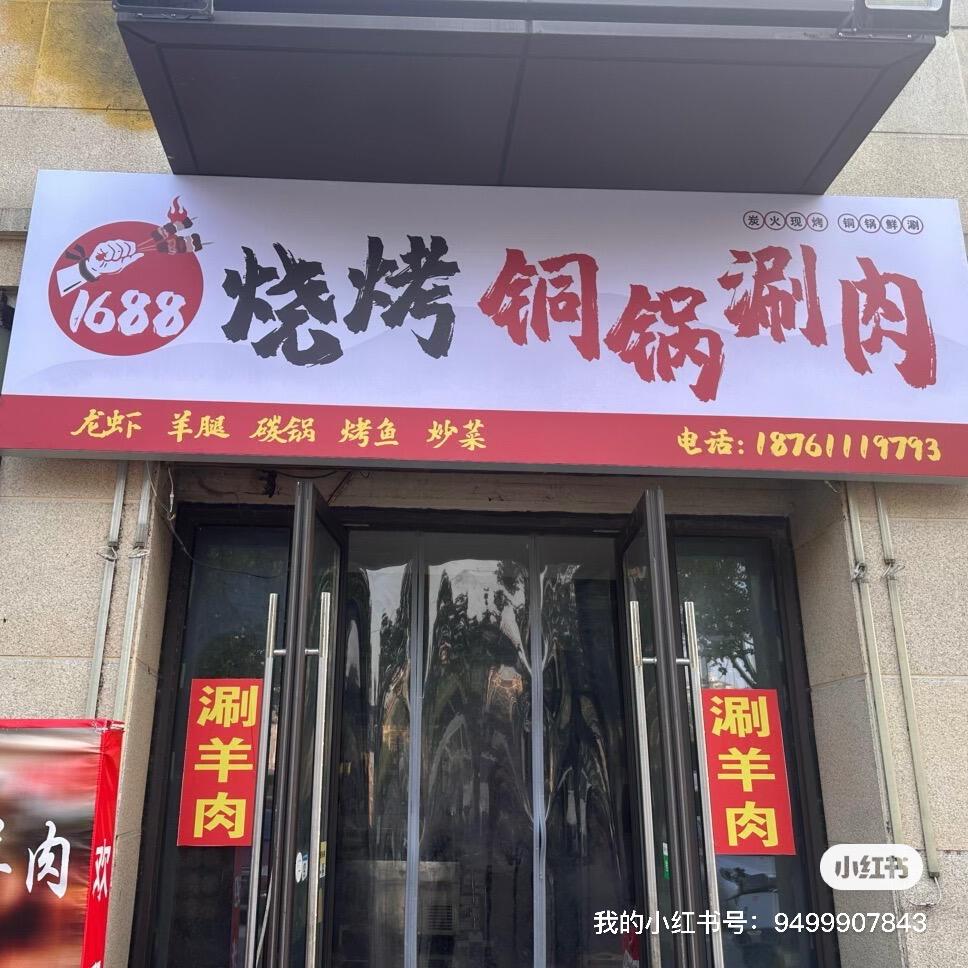 炭火现烤 铜锅鲜涮
1688
烧烤 铜锅涮肉
龙虾 羊腿 碳锅 烤鱼 炒菜
电话:18761119793
涮羊肉
涮羊肉
肉
欢
小红书
我的小红书号：9499907843